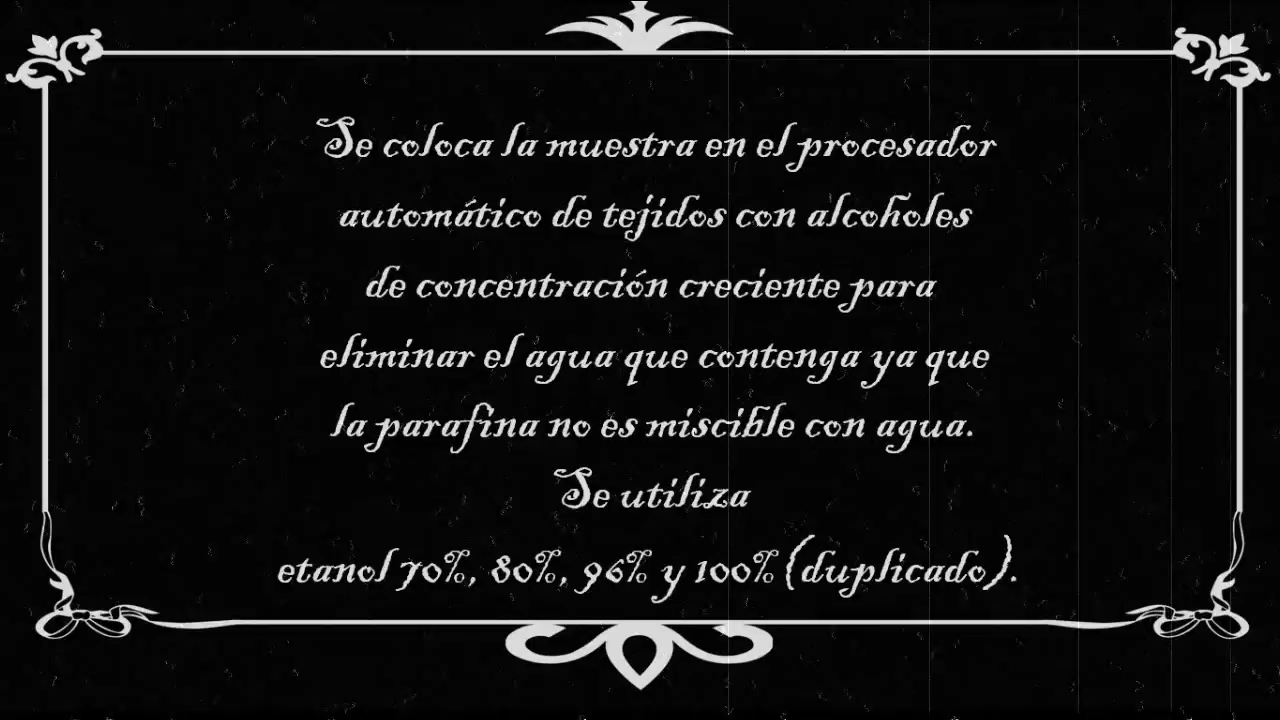 Se coloca la muestra en el procesador
automático de tejidos con alcoholes
de concentración creciente para
eliminar el agua que contenga ya que
la parafina no es miscible con agua.
Se utiliza
etanol 70%, 80%, 96% y 100% (duplicado).